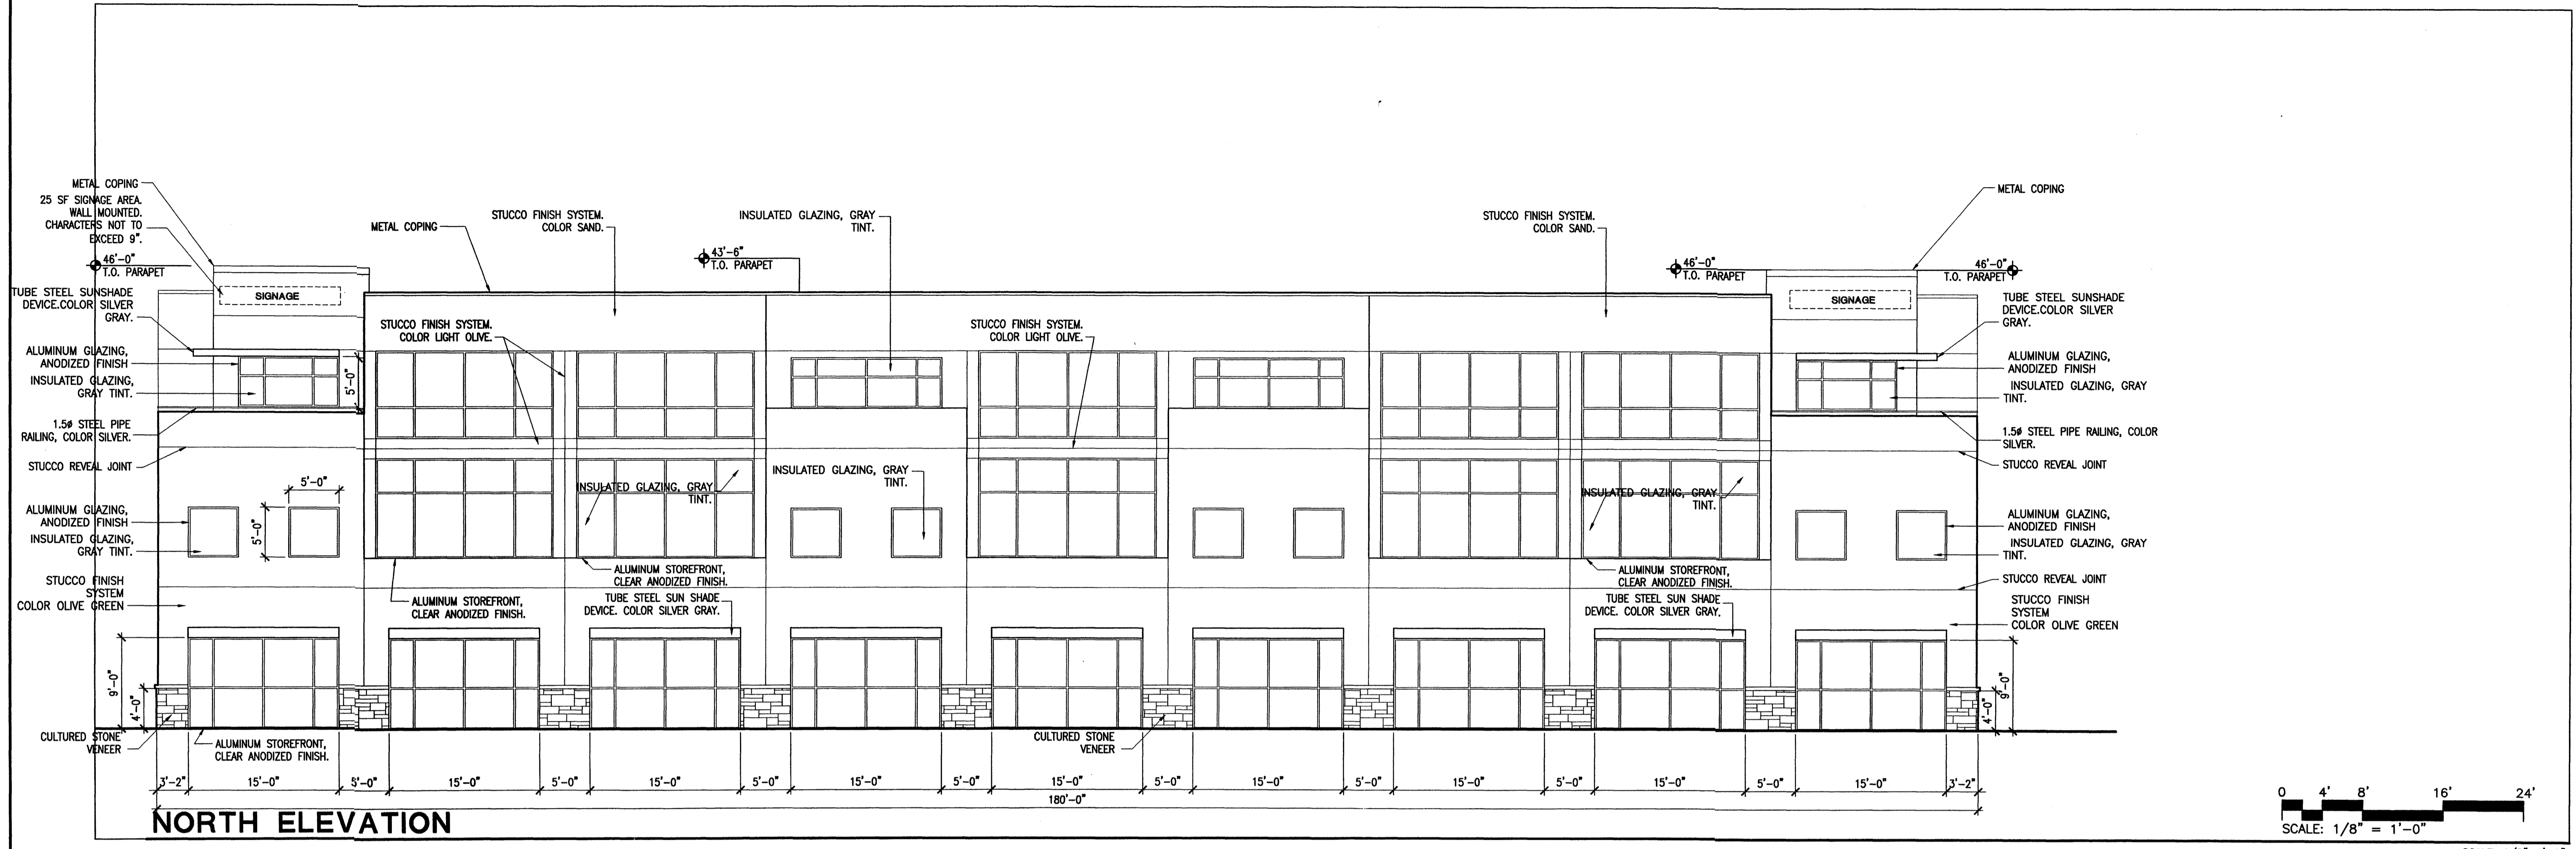 METAL COPING
25 SF SIGNAGE AREA.
WALL MOUNTED.
CHARACTERS NOT TO
EXCEED 9".
46'-0"
T.O. PARAPET
SIGNAGE
METAL COPING
STUCCO FINISH SYSTEM.
COLOR SAND.
43'-6"
T.O. PARAPET
INSULATED GLAZING, GRAY
TINT.
STUCCO FINISH SYSTEM.
COLOR SAND.
46'-0"
T.O. PARAPET
METAL COPING
46'-0"
T.O. PARAPET
SIGNAGE
TUBE STEEL SUNSHADE
DEVICE.COLOR SILVER
GRAY.
ALUMINUM GLAZING,
ANODIZED FINISH
INSULATED GLAZING,
GRAY TINT.
5'-0"
1.5ø STEEL PIPE
RAILING, COLOR SILVER.
STUCCO REVEAL JOINT
5'-0"
5'-0"
ALUMINUM GLAZING,
ANODIZED FINISH
INSULATED GLAZING,
GRAY TINT.
STUCCO FINISH
SYSTEM
COLOR OLIVE GREEN
9'-0"
4'-0"
CULTURED STONE
VENEER
ALUMINUM STOREFRONT,
CLEAR ANODIZED FINISH.
STUCCO FINISH SYSTEM.
COLOR LIGHT OLIVE.
STUCCO FINISH SYSTEM.
COLOR LIGHT OLIVE.
INSULATED GLAZING, GRAY
TINT.
INSULATED GLAZING, GRAY
TINT.
INSULATED GLAZING, GRAY
TINT.
ALUMINUM STOREFRONT,
CLEAR ANODIZED FINISH.
ALUMINUM STOREFRONT,
CLEAR ANODIZED FINISH.
TUBE STEEL SUN SHADE
DEVICE. COLOR SILVER GRAY.
ALUMINUM STOREFRONT,
CLEAR ANODIZED FINISH.
TUBE STEEL SUN SHADE
DEVICE. COLOR SILVER GRAY.
CULTURED STONE
VENEER
TUBE STEEL SUNSHADE
DEVICE.COLOR SILVER
GRAY.
ALUMINUM GLAZING,
ANODIZED FINISH
INSULATED GLAZING, GRAY
TINT.
1.5ø STEEL PIPE RAILING, COLOR
SILVER.
STUCCO REVEAL JOINT
ALUMINUM GLAZING,
ANODIZED FINISH
INSULATED GLAZING, GRAY
TINT.
STUCCO REVEAL JOINT
STUCCO FINISH
SYSTEM
COLOR OLIVE GREEN
9'-0"
4'-0"
3'-2" 15'-0" 5'-0" 15'-0" 5'-0" 15'-0" 5'-0" 15'-0" 5'-0" 15'-0" 5'-0" 15'-0" 5'-0" 15'-0" 5'-0" 15'-0" 5'-0" 15'-0" 3'-2"
180'-0"
NORTH ELEVATION
0 4' 8' 16' 24'
SCALE: 1/8" = 1'-0"